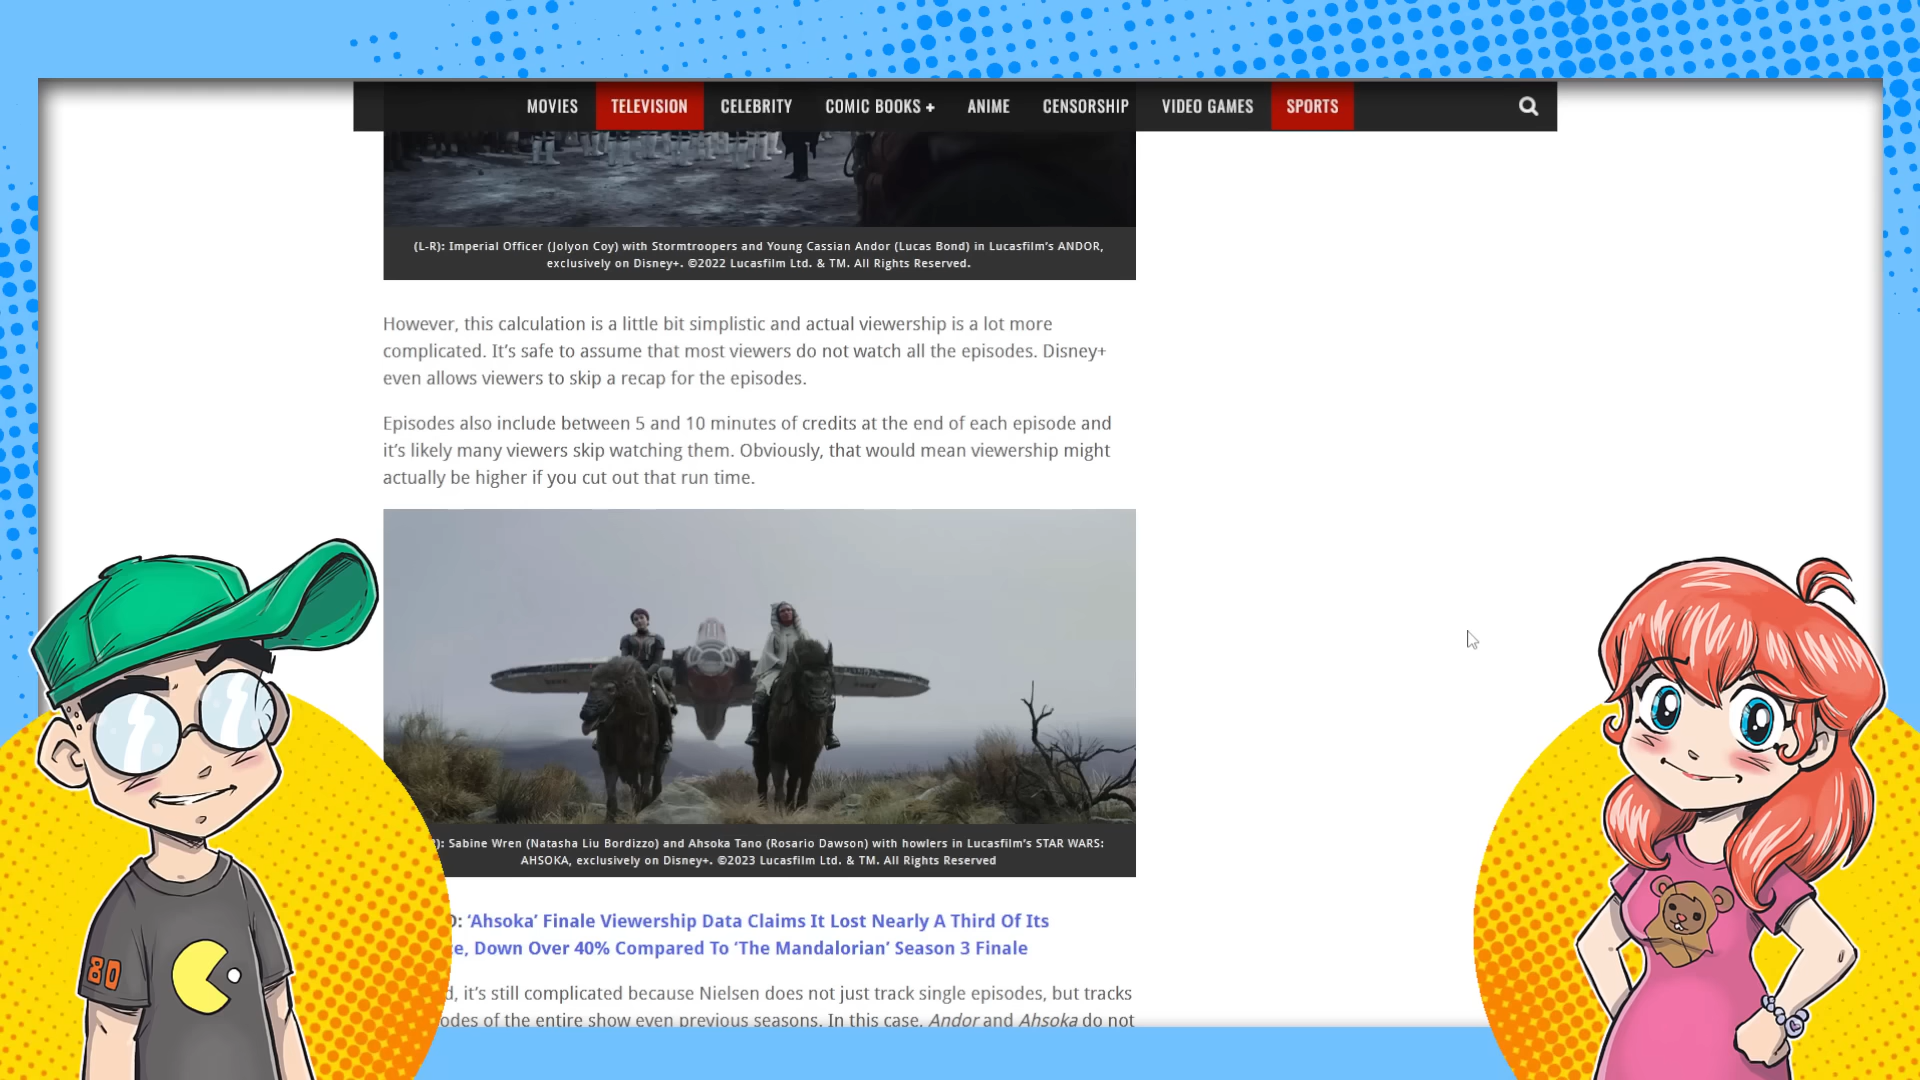 MOVIES TELEVISION CELEBRITY COMIC BOOKS + ANIME CENSORSHIP VIDEO GAMES SPORTS
(L-R): Imperial Officer (Jolyon Coy) with Stormtroopers and Young Cassian Andor (Lucas Bond) in Lucasfilm’s ANDOR,
exclusively on Disney+. ©2022 Lucasfilm Ltd. & TM. All Rights Reserved.
However, this calculation is a little bit simplistic and actual viewership is a lot more
complicated. It’s safe to assume that most viewers do not watch all the episodes. Disney+
even allows viewers to skip a recap for the episodes.
Episodes also include between 5 and 10 minutes of credits at the end of each episode and
it’s likely many viewers skip watching them. Obviously, that would mean viewership might
actually be higher if you cut out that run time.
): Sabine Wren (Natasha Liu Bordizzo) and Ahsoka Tano (Rosario Dawson) with howlers in Lucasfilm’s STAR WARS:
AHSOKA, exclusively on Disney+. ©2023 Lucasfilm Ltd. & TM. All Rights Reserved
: ‘Ahsoka’ Finale Viewership Data Claims It Lost Nearly A Third Of Its
, Down Over 40% Compared To ‘The Mandalorian’ Season 3 Finale
, it’s still complicated because Nielsen does not just track single episodes, but tracks
of the entire show even previous seasons. In this case, Andor and Ahsoka do not
80